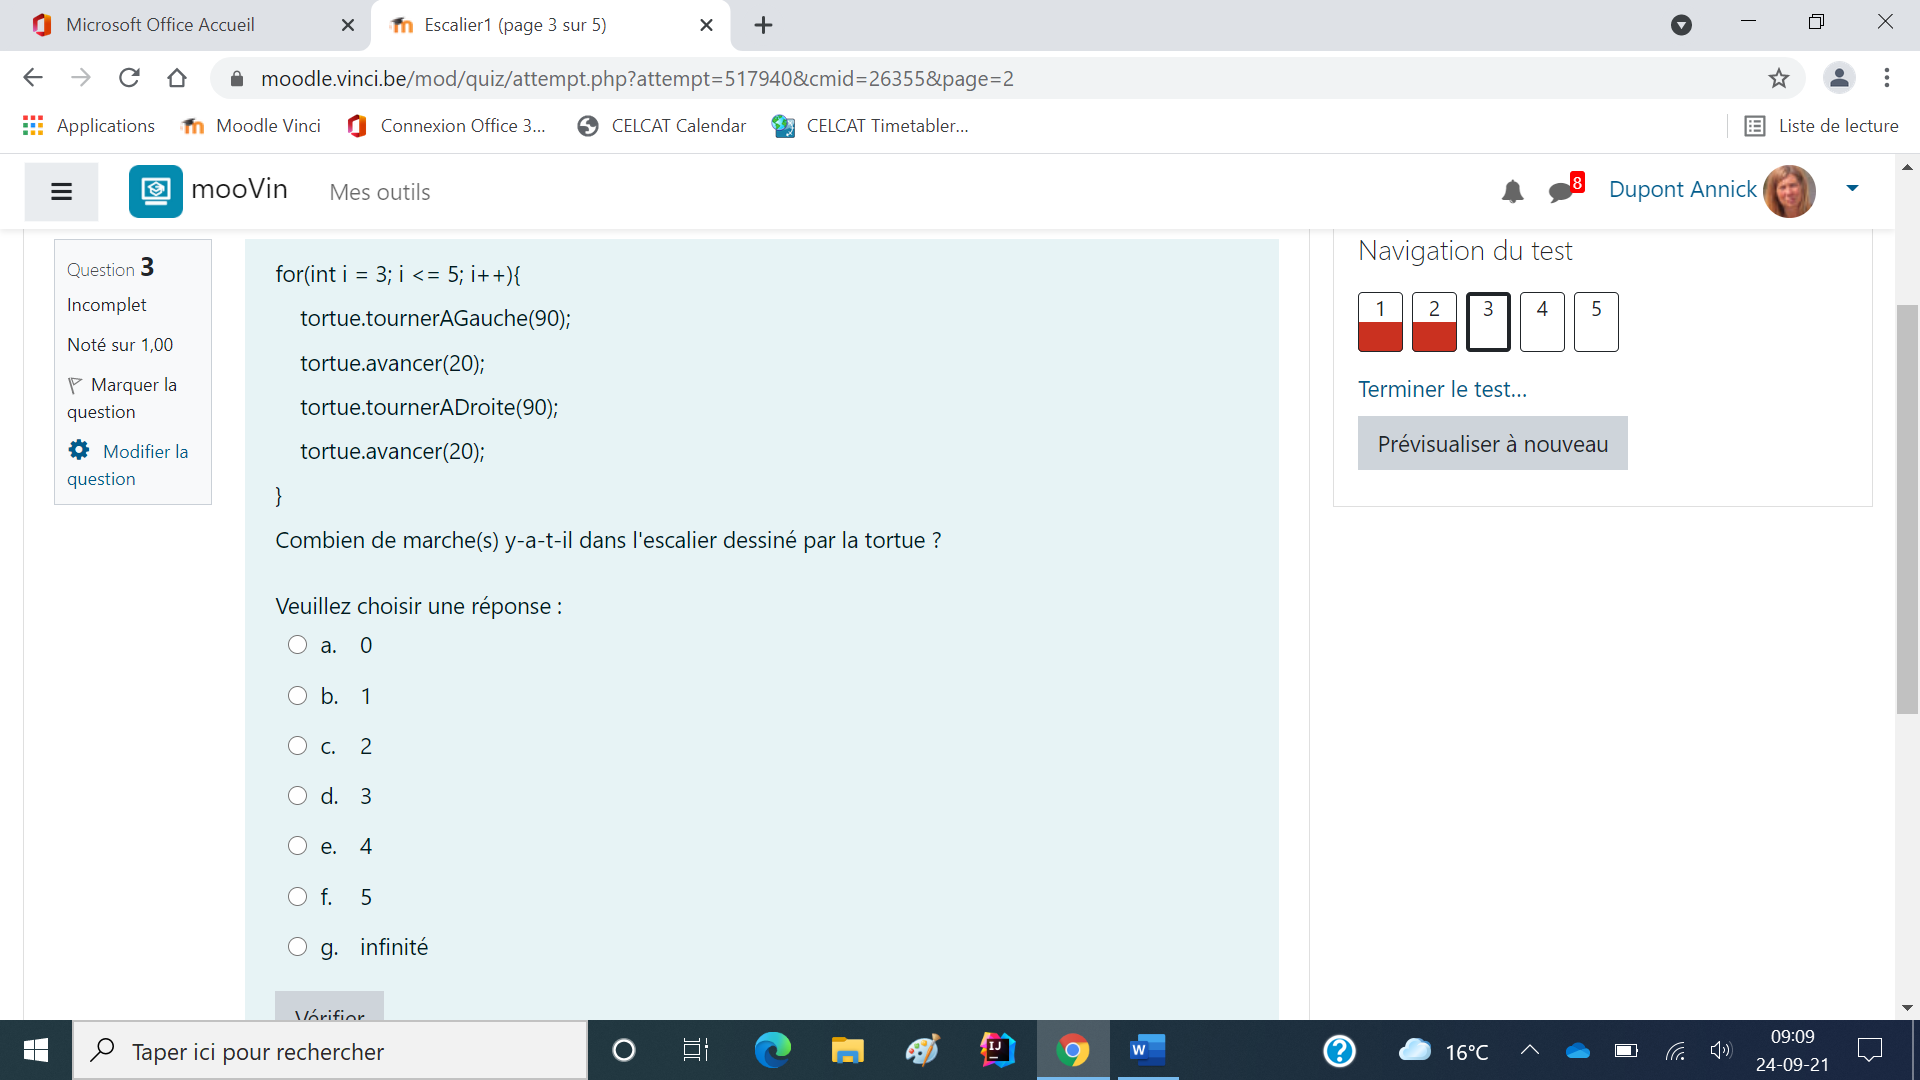 Microsoft Office Accueil
Escalier1 (page 3 sur 5)
moodle.vinci.be/mod/quiz/attempt.php?attempt=517940&cmid=26355&page=2
Applications
Moodle Vinci
Connexion Office 3...
CELCAT Calendar
CELCAT Timetabler...
Liste de lecture
mooVin
Mes outils
8
Dupont Annick
Question 3
Incomplet
Noté sur 1,00
Marquer la
question
Modifier la
question
for(int i = 3; i <= 5; i++){
tortue.tournerAGauche(90);
tortue.avancer(20);
tortue.tournerADroite(90);
tortue.avancer(20);
}
Combien de marche(s) y-a-t-il dans l'escalier dessiné par la tortue ?
Veuillez choisir une réponse :
a. 0
b. 1
c. 2
d. 3
e. 4
f. 5
g. infinité
Vérifier
Navigation du test
1 2 3 4 5
Terminer le test...
Prévisualiser à nouveau
Taper ici pour rechercher
IJ
W
?
16°C
09:09
24-09-21